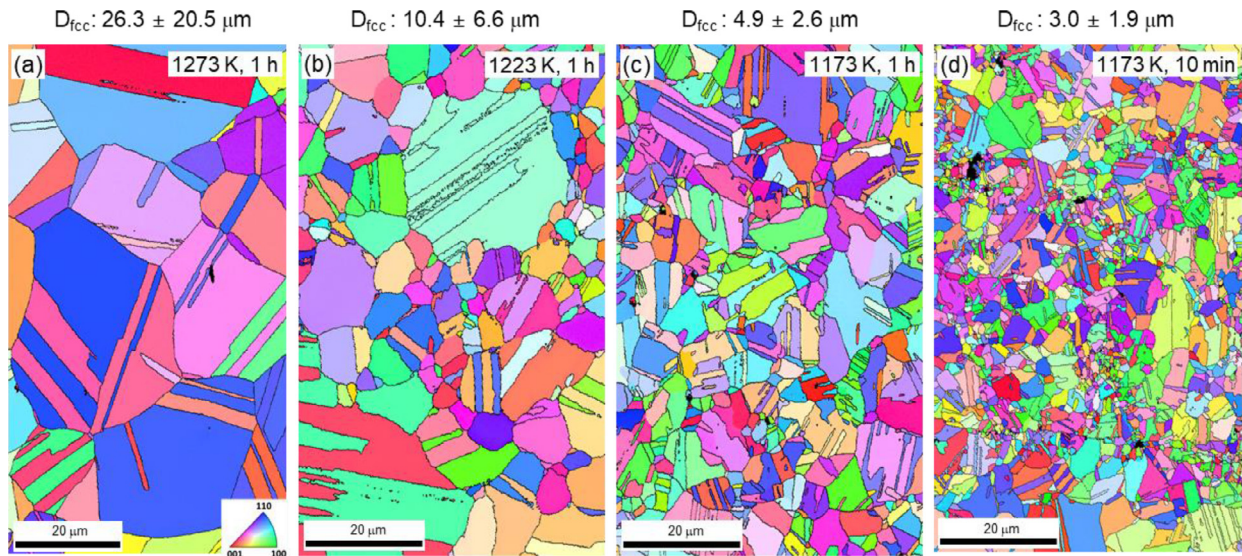 D_fcc: 26.3 ± 20.5 μm
D_fcc: 10.4 ± 6.6 μm
D_fcc: 4.9 ± 2.6 μm
D_fcc: 3.0 ± 1.9 μm
(a) 1273 K, 1 h
(b) 1223 K, 1 h
(c) 1173 K, 1 h
(d) 1173 K, 10 min
110
001 100
20 μm
20 μm
20 μm
20 μm